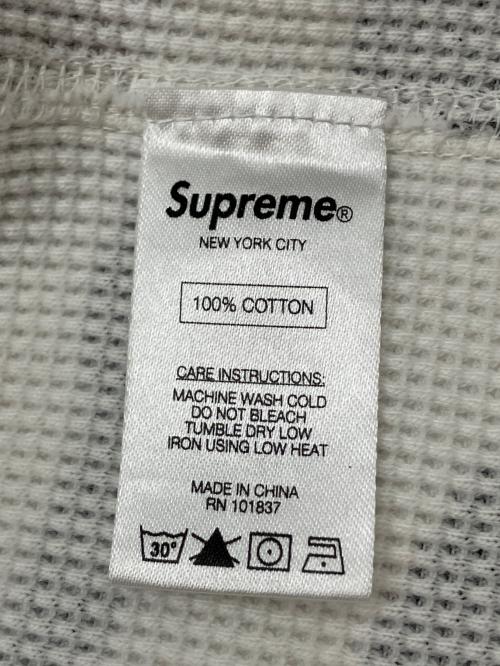 Supreme®
NEW YORK CITY
100% COTTON
CARE INSTRUCTIONS:
MACHINE WASH COLD
DO NOT BLEACH
TUMBLE DRY LOW
IRON USING LOW HEAT
MADE IN CHINA
RN 101837
30°